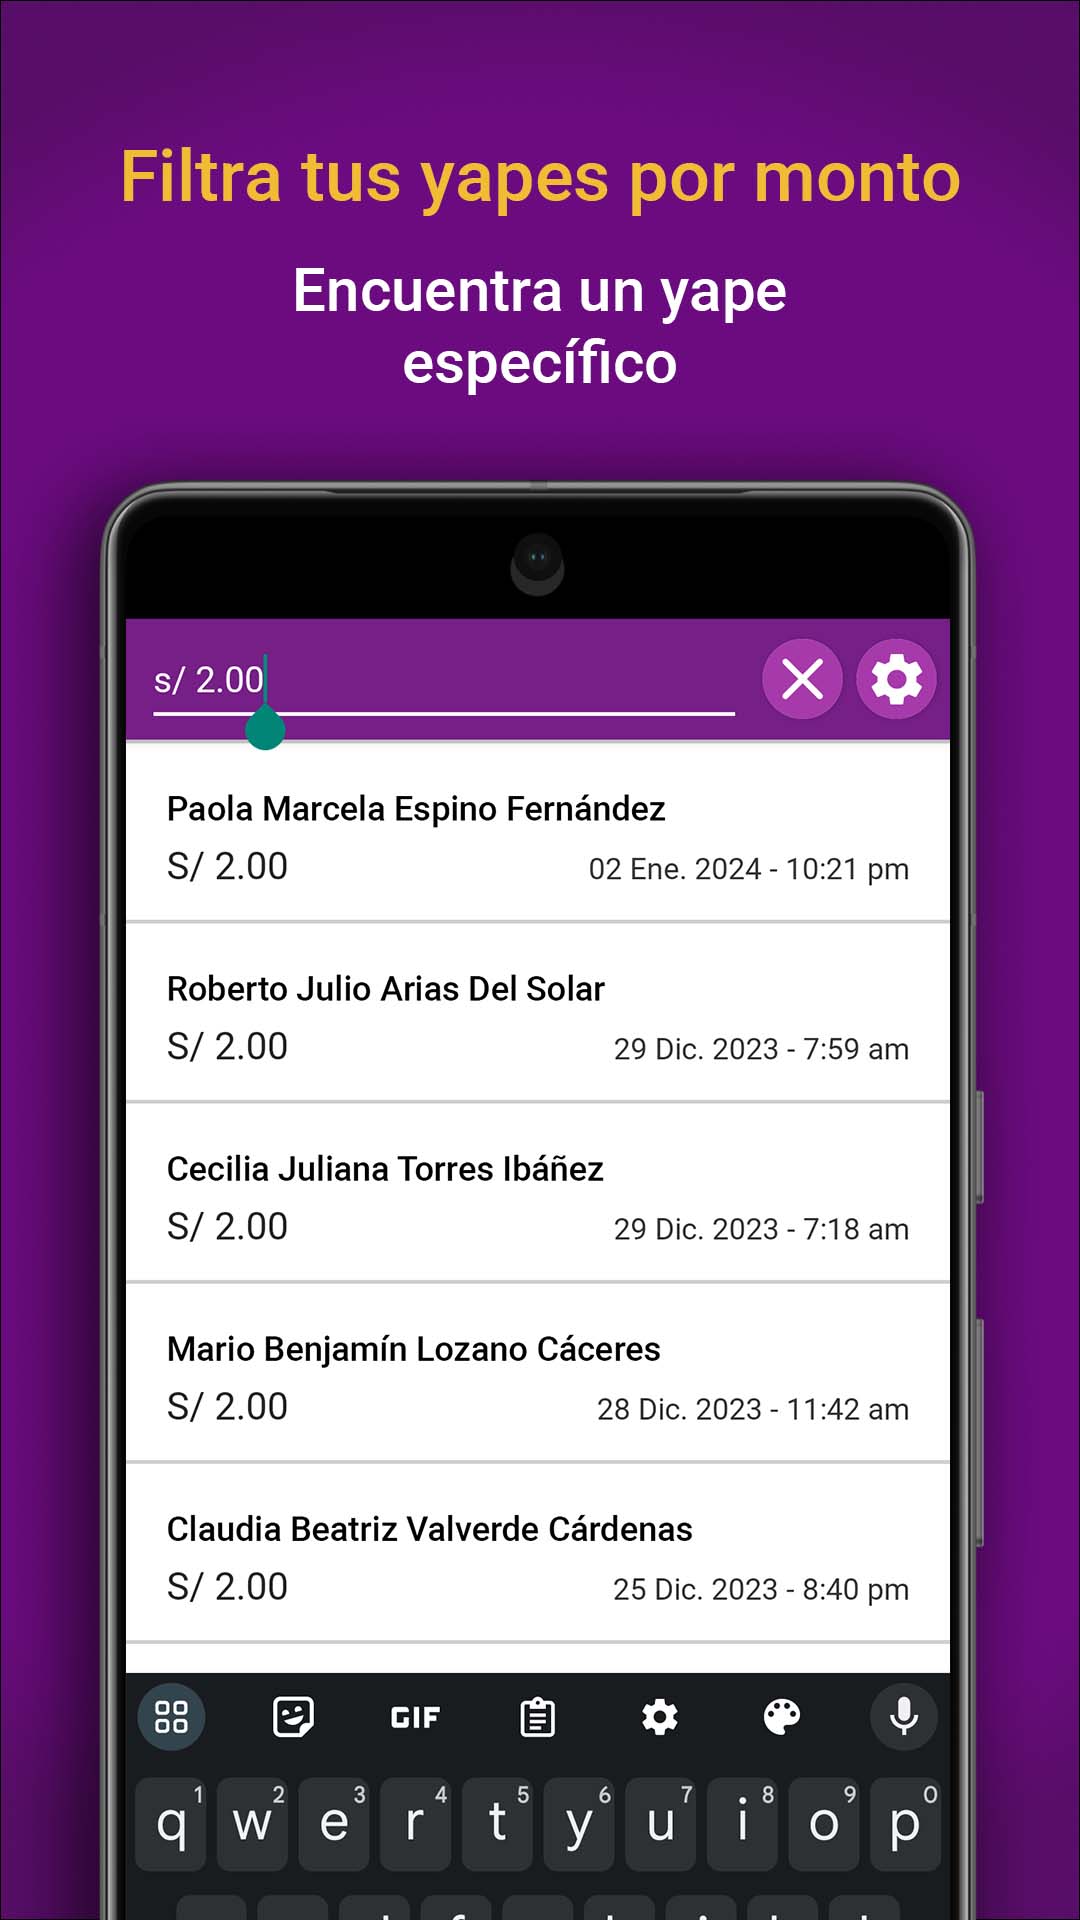 Filtra tus yapes por monto
Encuentra un yape
específico
s/ 2.00
Paola Marcela Espino Fernández
S/ 2.00 02 Ene. 2024 - 10:21 pm
Roberto Julio Arias Del Solar
S/ 2.00 29 Dic. 2023 - 7:59 am
Cecilia Juliana Torres Ibáñez
S/ 2.00 29 Dic. 2023 - 7:18 am
Mario Benjamín Lozano Cáceres
S/ 2.00 28 Dic. 2023 - 11:42 am
Claudia Beatriz Valverde Cárdenas
S/ 2.00 25 Dic. 2023 - 8:40 pm
GIF
1 2 3 4 5 6 7 8 9 0
q w e r t y u i o p